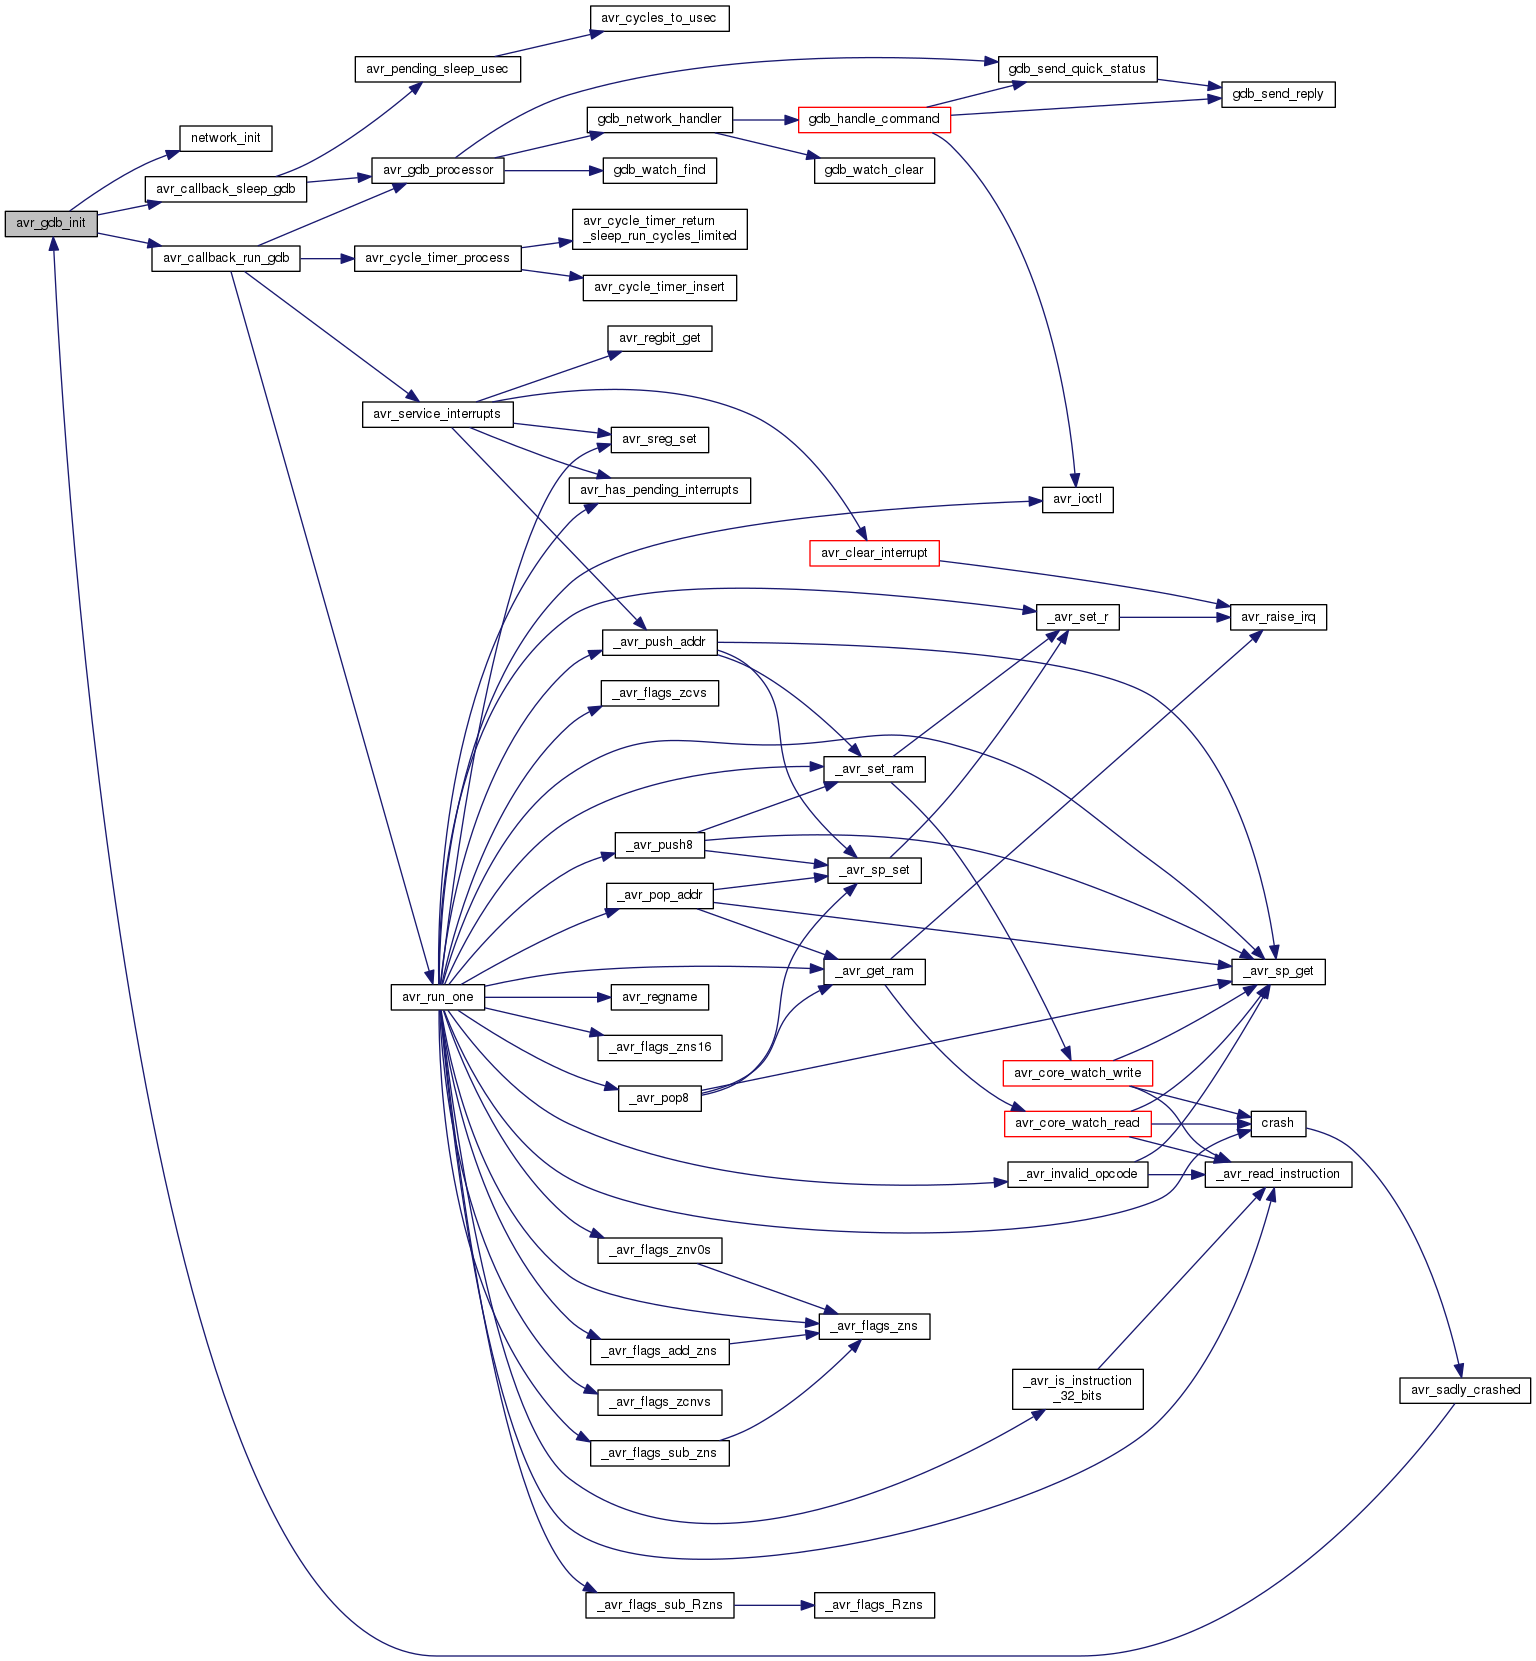 avr_cycles_to_usec
avr_pending_sleep_usec
gdb_send_quick_status
gdb_send_reply
network_init
gdb_network_handler
gdb_handle_command
avr_callback_sleep_gdb
avr_gdb_processor
gdb_watch_find
gdb_watch_clear
avr_gdb_init
avr_cycle_timer_return
_sleep_run_cycles_limited
avr_callback_run_gdb
avr_cycle_timer_process
avr_cycle_timer_insert
avr_regbit_get
avr_service_interrupts
avr_sreg_set
avr_has_pending_interrupts
avr_ioctl
avr_clear_interrupt
_avr_set_r
avr_raise_irq
_avr_push_addr
_avr_flags_zcvs
_avr_set_ram
_avr_push8
_avr_sp_set
_avr_pop_addr
_avr_get_ram
_avr_sp_get
avr_run_one
avr_regname
_avr_flags_zns16
avr_core_watch_write
_avr_pop8
avr_core_watch_read
crash
_avr_invalid_opcode
_avr_read_instruction
_avr_flags_znv0s
_avr_flags_zns
_avr_flags_add_zns
_avr_is_instruction
_32_bits
avr_sadly_crashed
_avr_flags_zcnvs
_avr_flags_sub_zns
_avr_flags_sub_Rzns
_avr_flags_Rzns